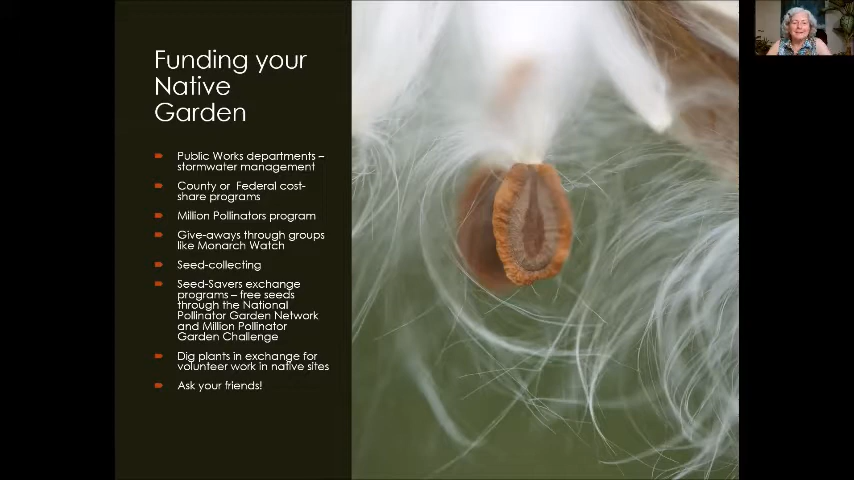 Funding your
Native
Garden
Public Works departments –
stormwater management
County or Federal cost-
share programs
Million Pollinators program
Give-aways through groups
like Monarch Watch
Seed-collecting
Seed-Savers exchange
programs – free seeds
through the National
Pollinator Garden Network
and Million Pollinator
Garden Challenge
Dig plants in exchange for
volunteer work in native sites
Ask your friends!